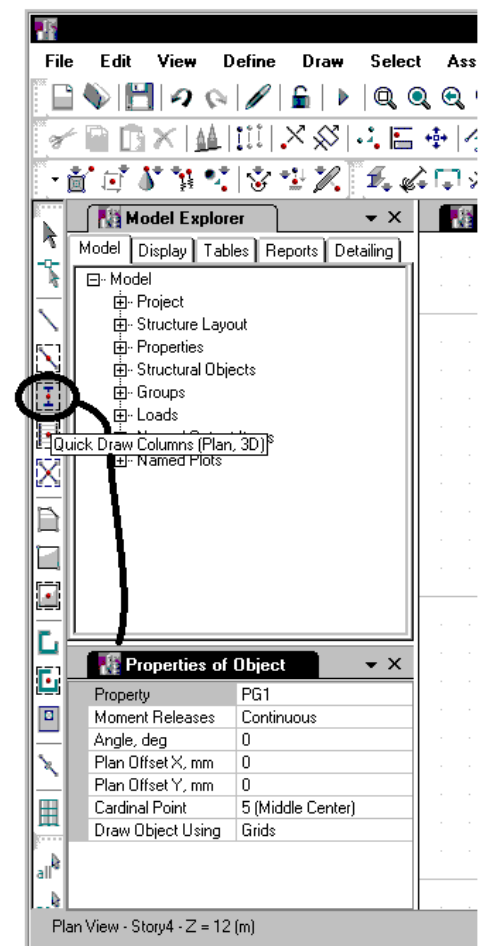 File Edit View Define Draw Select Ass
Model Explorer
Model Display Tables Reports Detailing
Model
Project
Structure Layout
Properties
Structural Objects
Groups
Loads
Quick Draw Columns (Plan, 3D)
Named Plots
Properties of Object
Property PG1
Moment Releases Continuous
Angle, deg 0
Plan Offset X, mm 0
Plan Offset Y, mm 0
Cardinal Point 5 (Middle Center)
Draw Object Using Grids
all
Plan View - Story4 - Z = 12 (m)